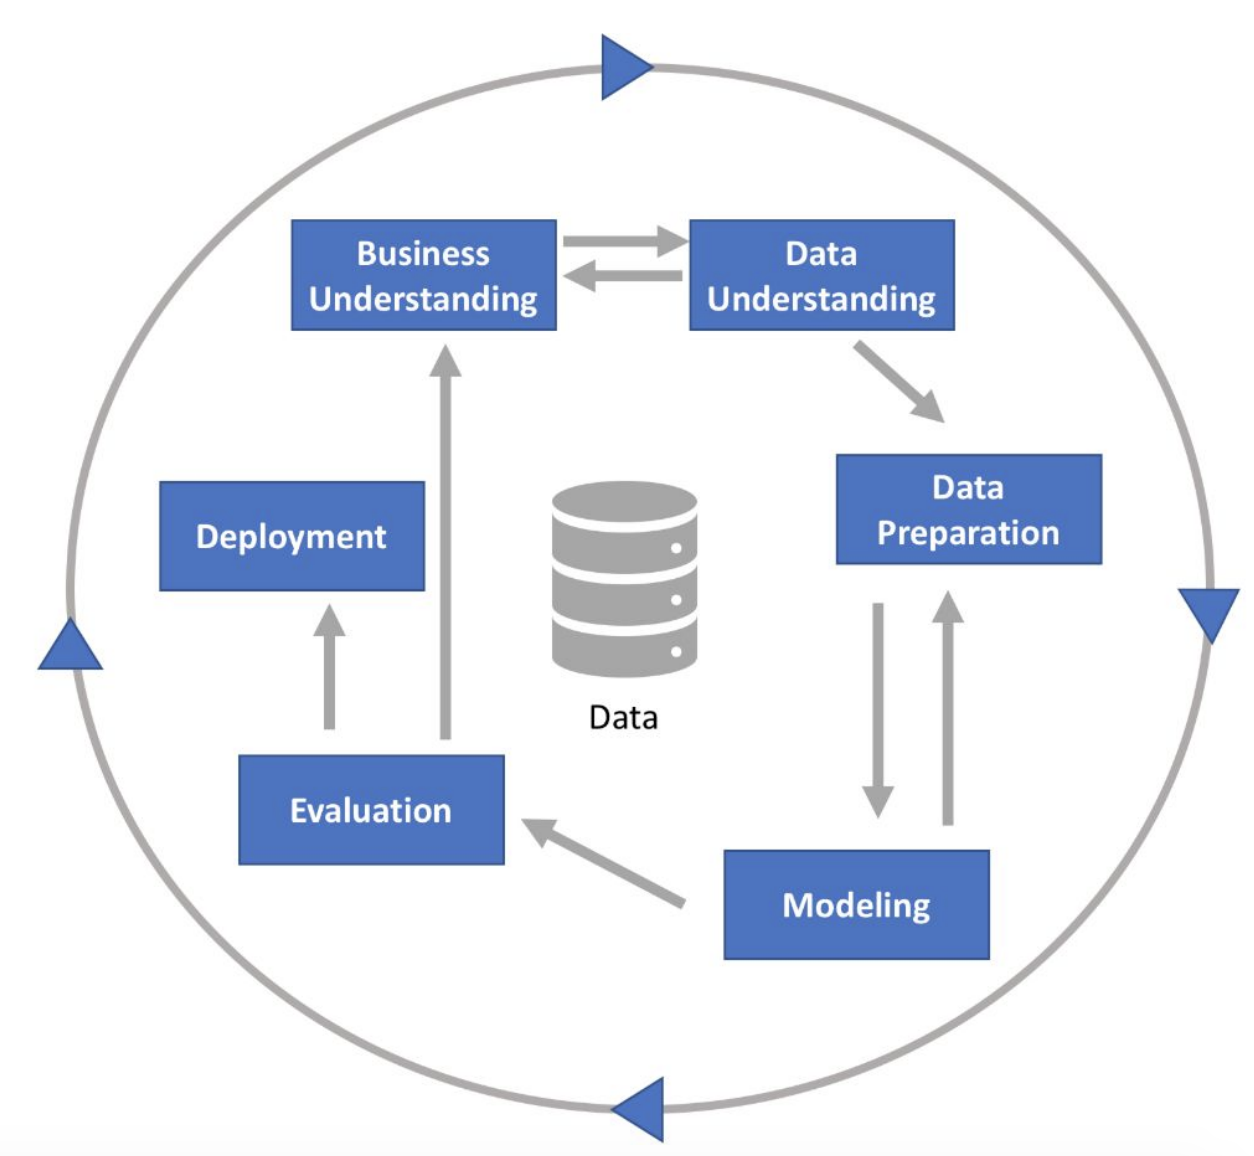 Business
Understanding
Data
Understanding
Data
Preparation
Deployment
Data
Evaluation
Modeling